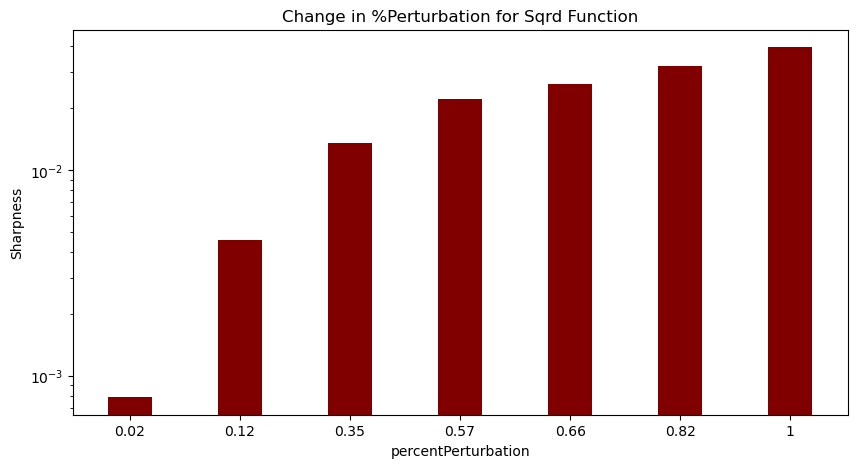 Change in %Perturbation for Sqrd Function
Sharpness
10⁻²
10⁻³
0.02 0.12 0.35 0.57 0.66 0.82 1
percentPerturbation